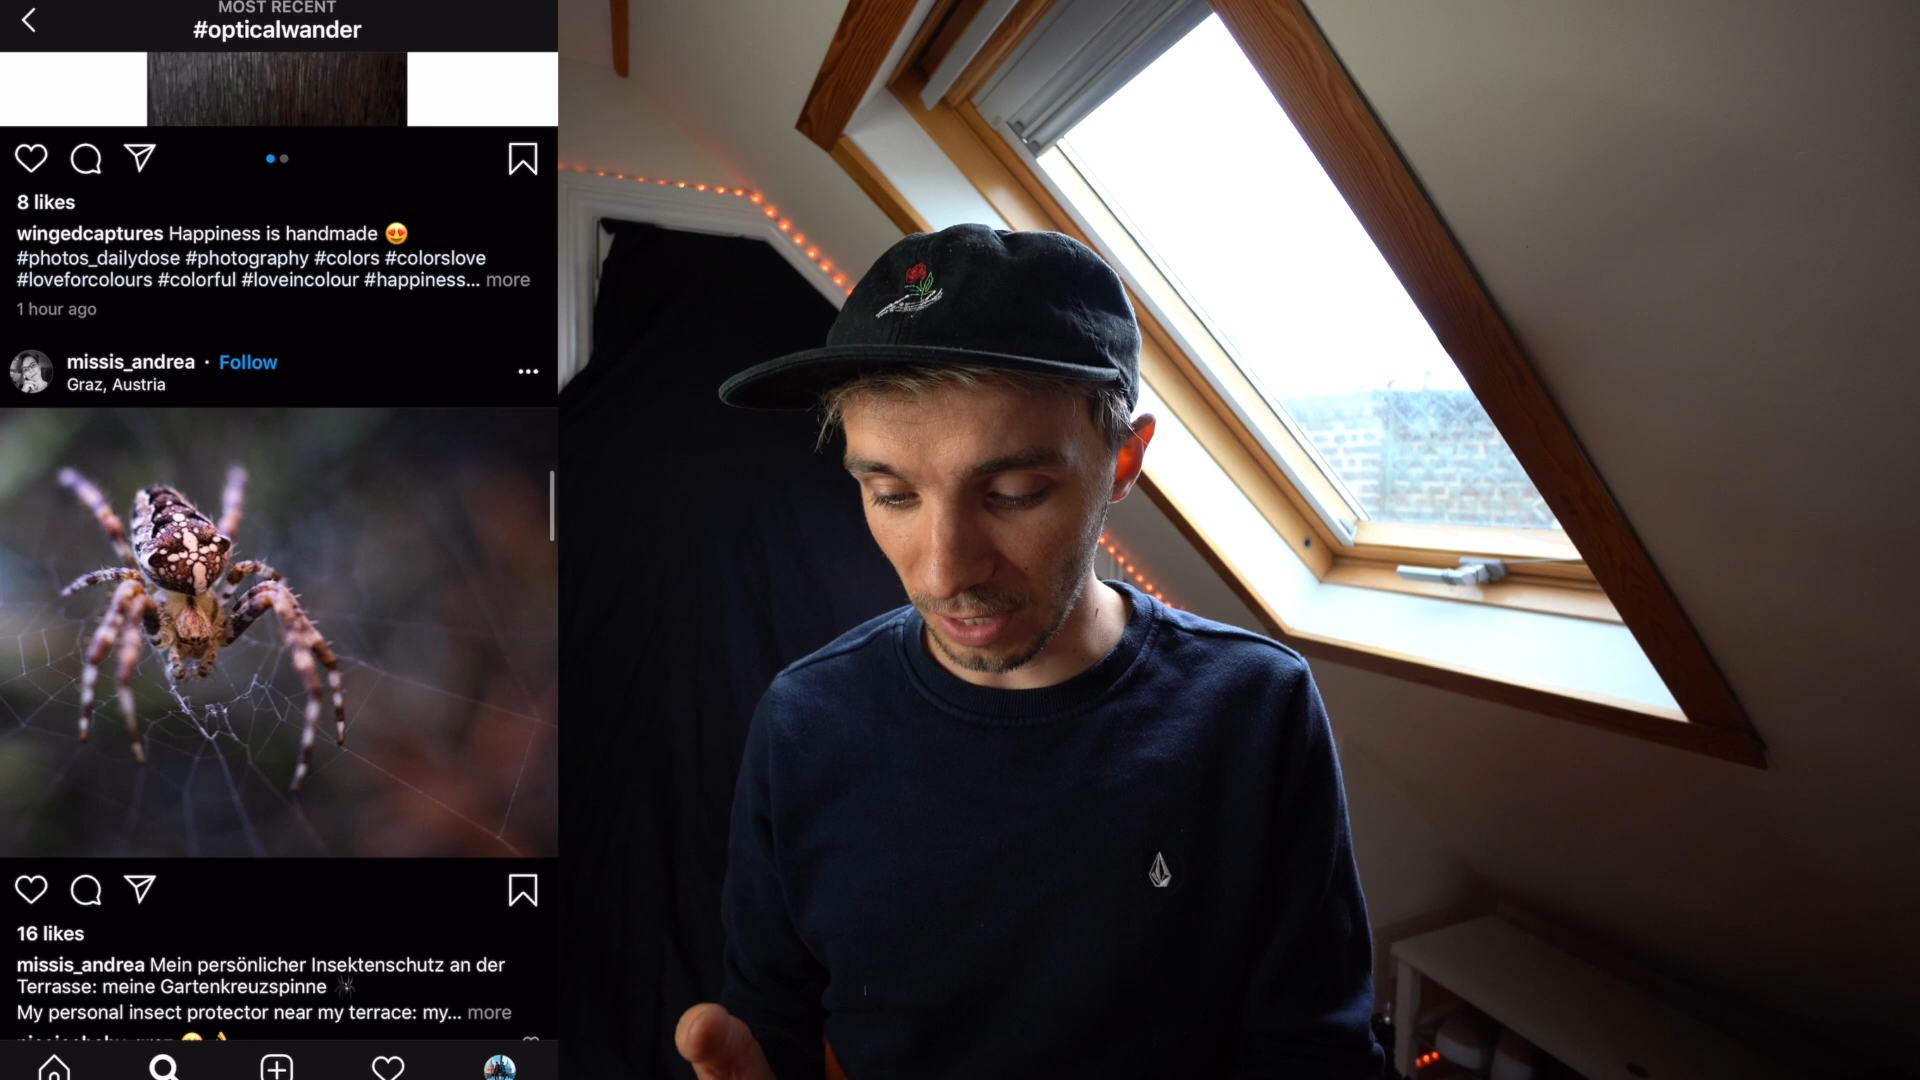 MOST RECENT
#opticalwander
8 likes
wingedcaptures Happiness is handmade 😍
#photos_dailydose #photography #colors #colorslove
#loveforcolours #colorful #loveincolour #happiness... more
1 hour ago
missis_andrea · Follow
Graz, Austria
16 likes
missis_andrea Mein persönlicher Insektenschutz an der
Terrasse: meine Gartenkreuzspinne 🕷
My personal insect protector near my terrace: my... more